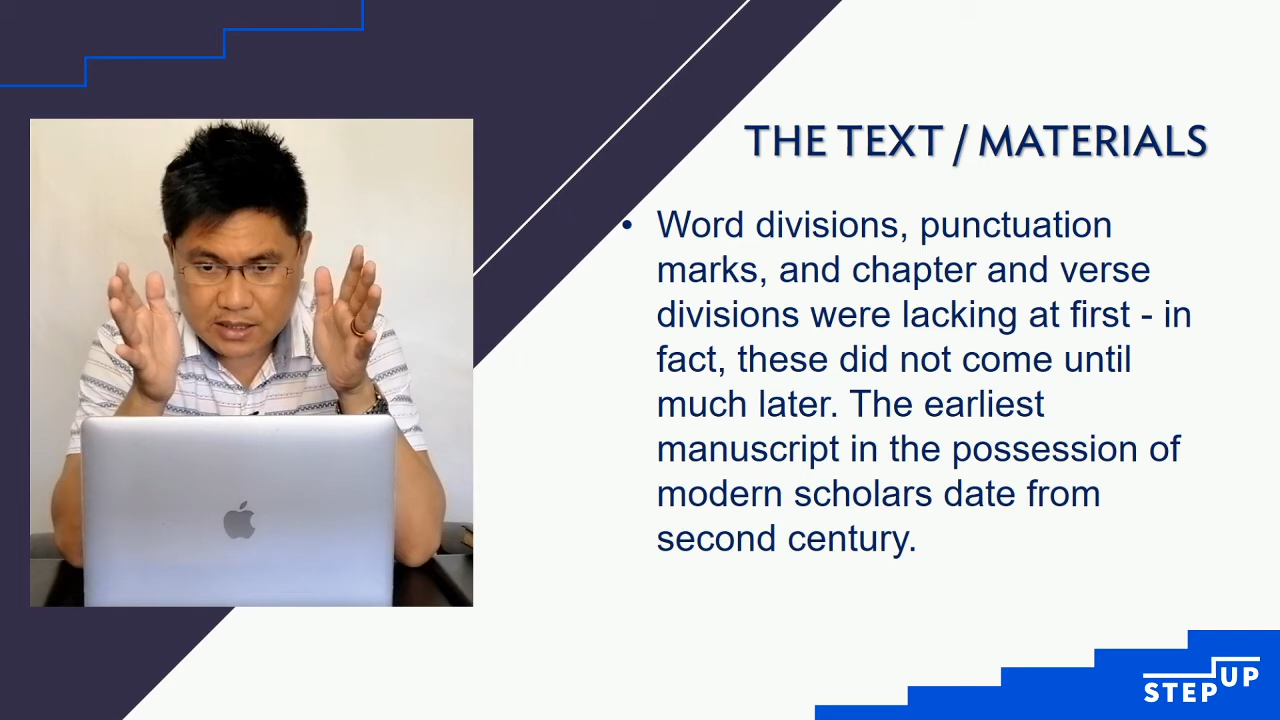 THE TEXT / MATERIALS
• Word divisions, punctuation
marks, and chapter and verse
divisions were lacking at first - in
fact, these did not come until
much later. The earliest
manuscript in the possession of
modern scholars date from
second century.
STEPUP